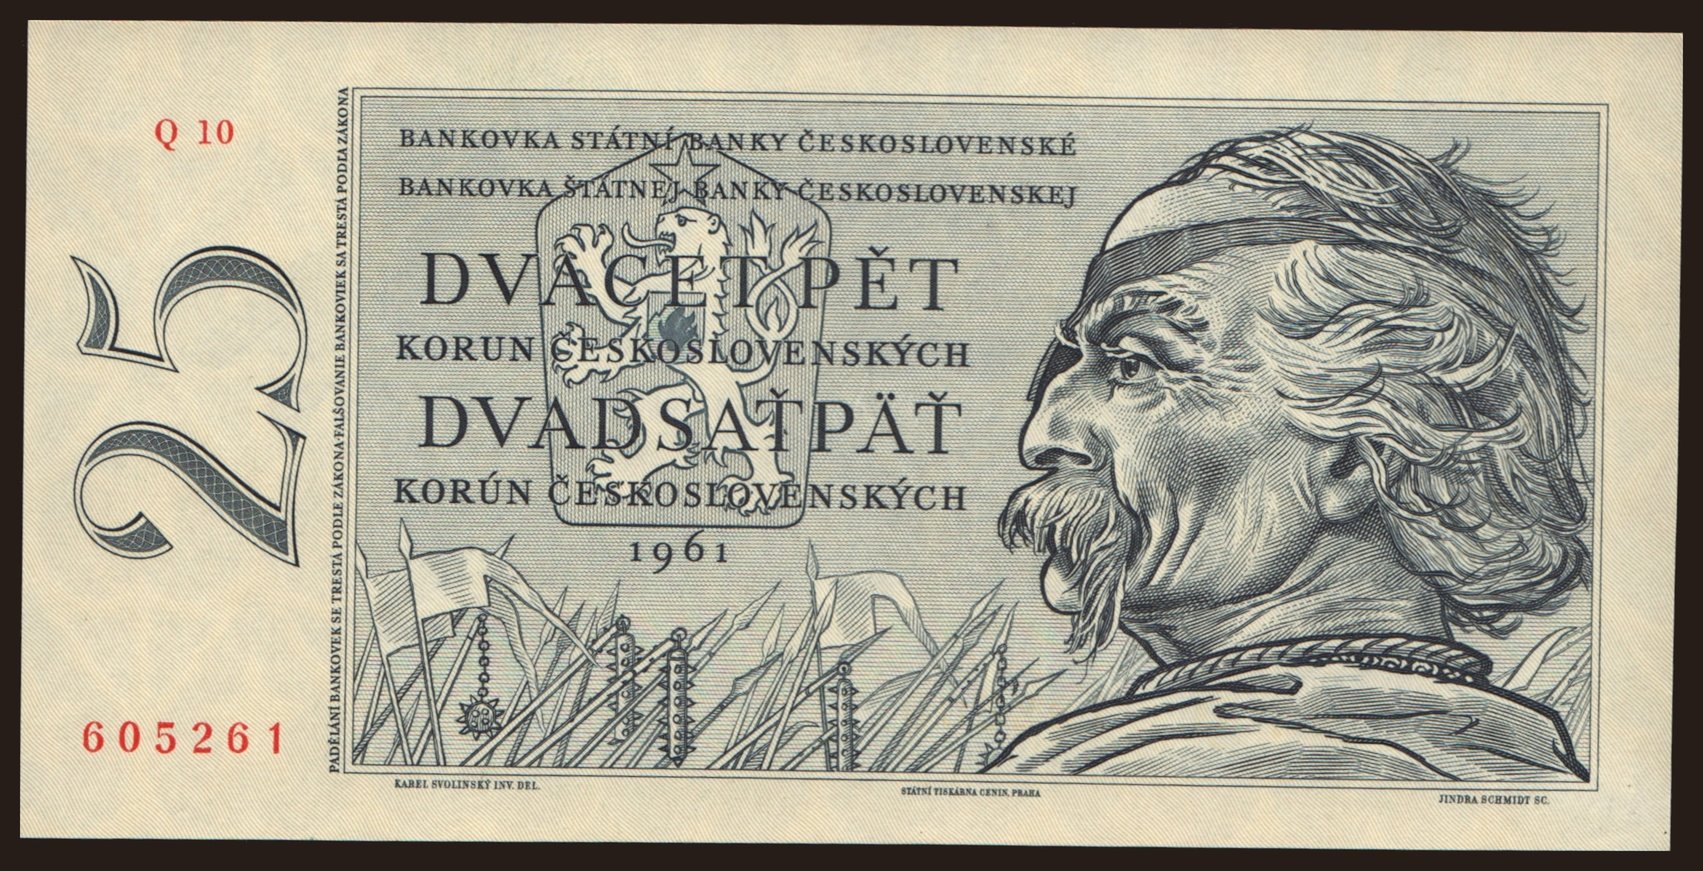 Q 10
25
605261
PADĚLÁNÍ BANKOVEK SE TRESTÁ PODLE ZÁKONA·FALŠOVANIE BANKOVIEK SA TRESTÁ PODĽA ZÁKONA
BANKOVKA STÁTNÍ BANKY ČESKOSLOVENSKÉ
BANKOVKA ŠTÁTNEJ BANKY ČESKOSLOVENSKEJ
DVACET PĚT
KORUN ČESKOSLOVENSKÝCH
DVADSAŤPÄŤ
KORÚN ČESKOSLOVENSKÝCH
1961
KAREL SVOLINSKÝ INV. DEL.
STÁTNÍ TISKÁRNA CENIN, PRAHA
JINDRA SCHMIDT SC.